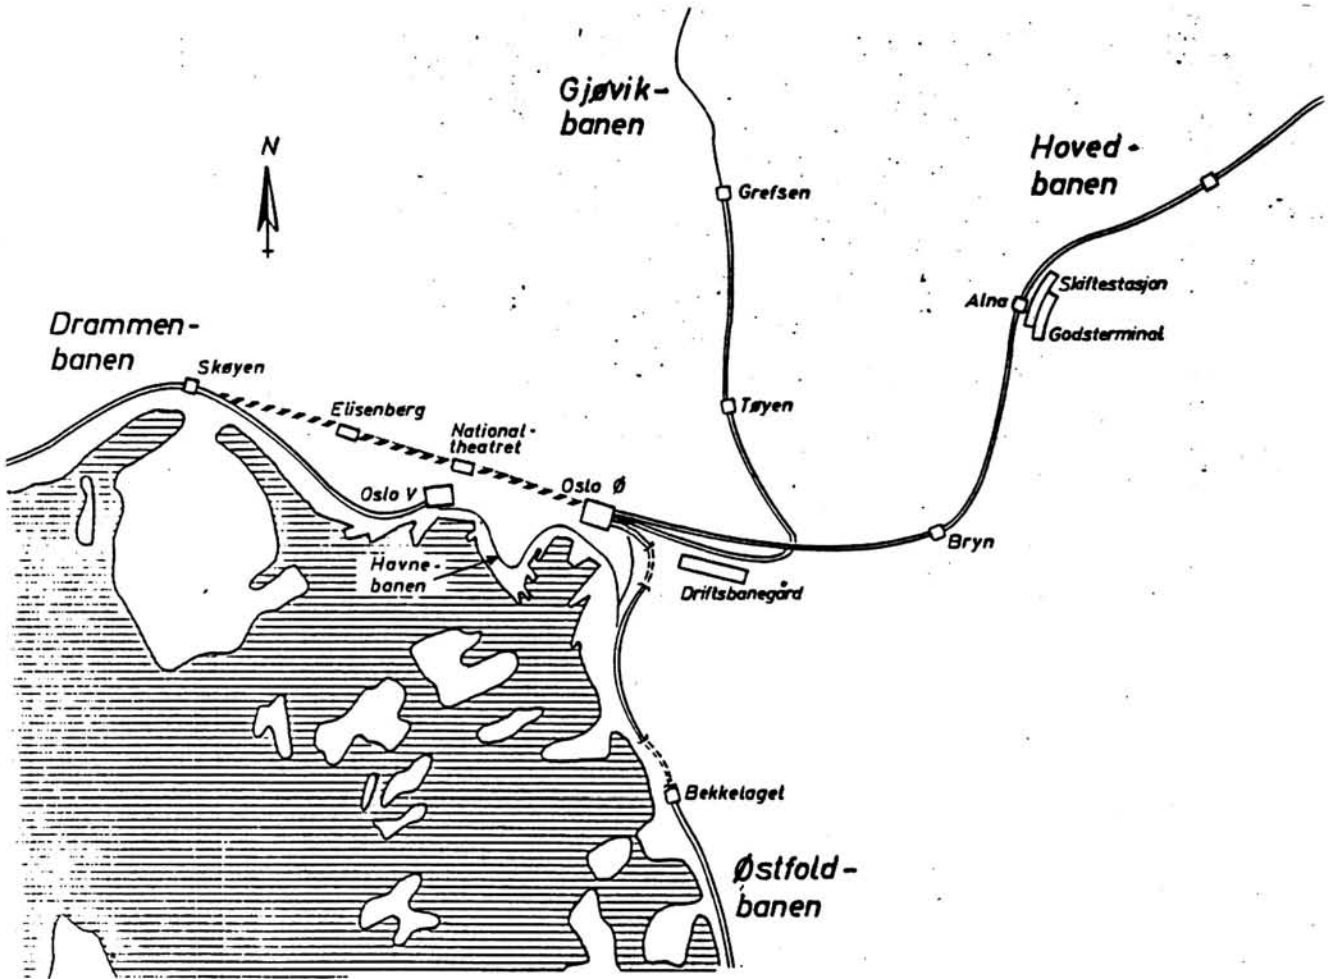 Gjøvik-
banen
Hoved-
banen
N
Grefsen
Alna
Skiftestasjon
Godsterminal
Drammen-
banen
Skøyen
Elisenberg
National-
theatret
Tøyen
Oslo V
Oslo Ø
Bryn
Havne-
banen
Driftsbanegård
Bekkelaget
Østfold-
banen